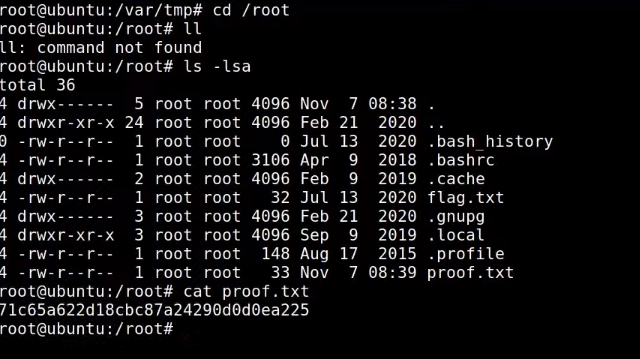 root@ubuntu:/var/tmp# cd /root
root@ubuntu:/root# ll
ll: command not found
root@ubuntu:/root# ls -lsa
total 36
4 drwx------  5 root root 4096 Nov  7 08:38 .
4 drwxr-xr-x 24 root root 4096 Feb 21  2020 ..
0 -rw-r--r--  1 root root    0 Jul 13  2020 .bash_history
4 -rw-r--r--  1 root root 3106 Apr  9  2018 .bashrc
4 drwx------  2 root root 4096 Feb  9  2019 .cache
4 -rw-r--r--  1 root root   32 Jul 13  2020 flag.txt
4 drwx------  3 root root 4096 Feb 21  2020 .gnupg
4 drwxr-xr-x  3 root root 4096 Sep  9  2019 .local
4 -rw-r--r--  1 root root  148 Aug 17  2015 .profile
4 -rw-r--r--  1 root root   33 Nov  7 08:39 proof.txt
root@ubuntu:/root# cat proof.txt
71c65a622d18cbc87a24290d0d0ea225
root@ubuntu:/root#